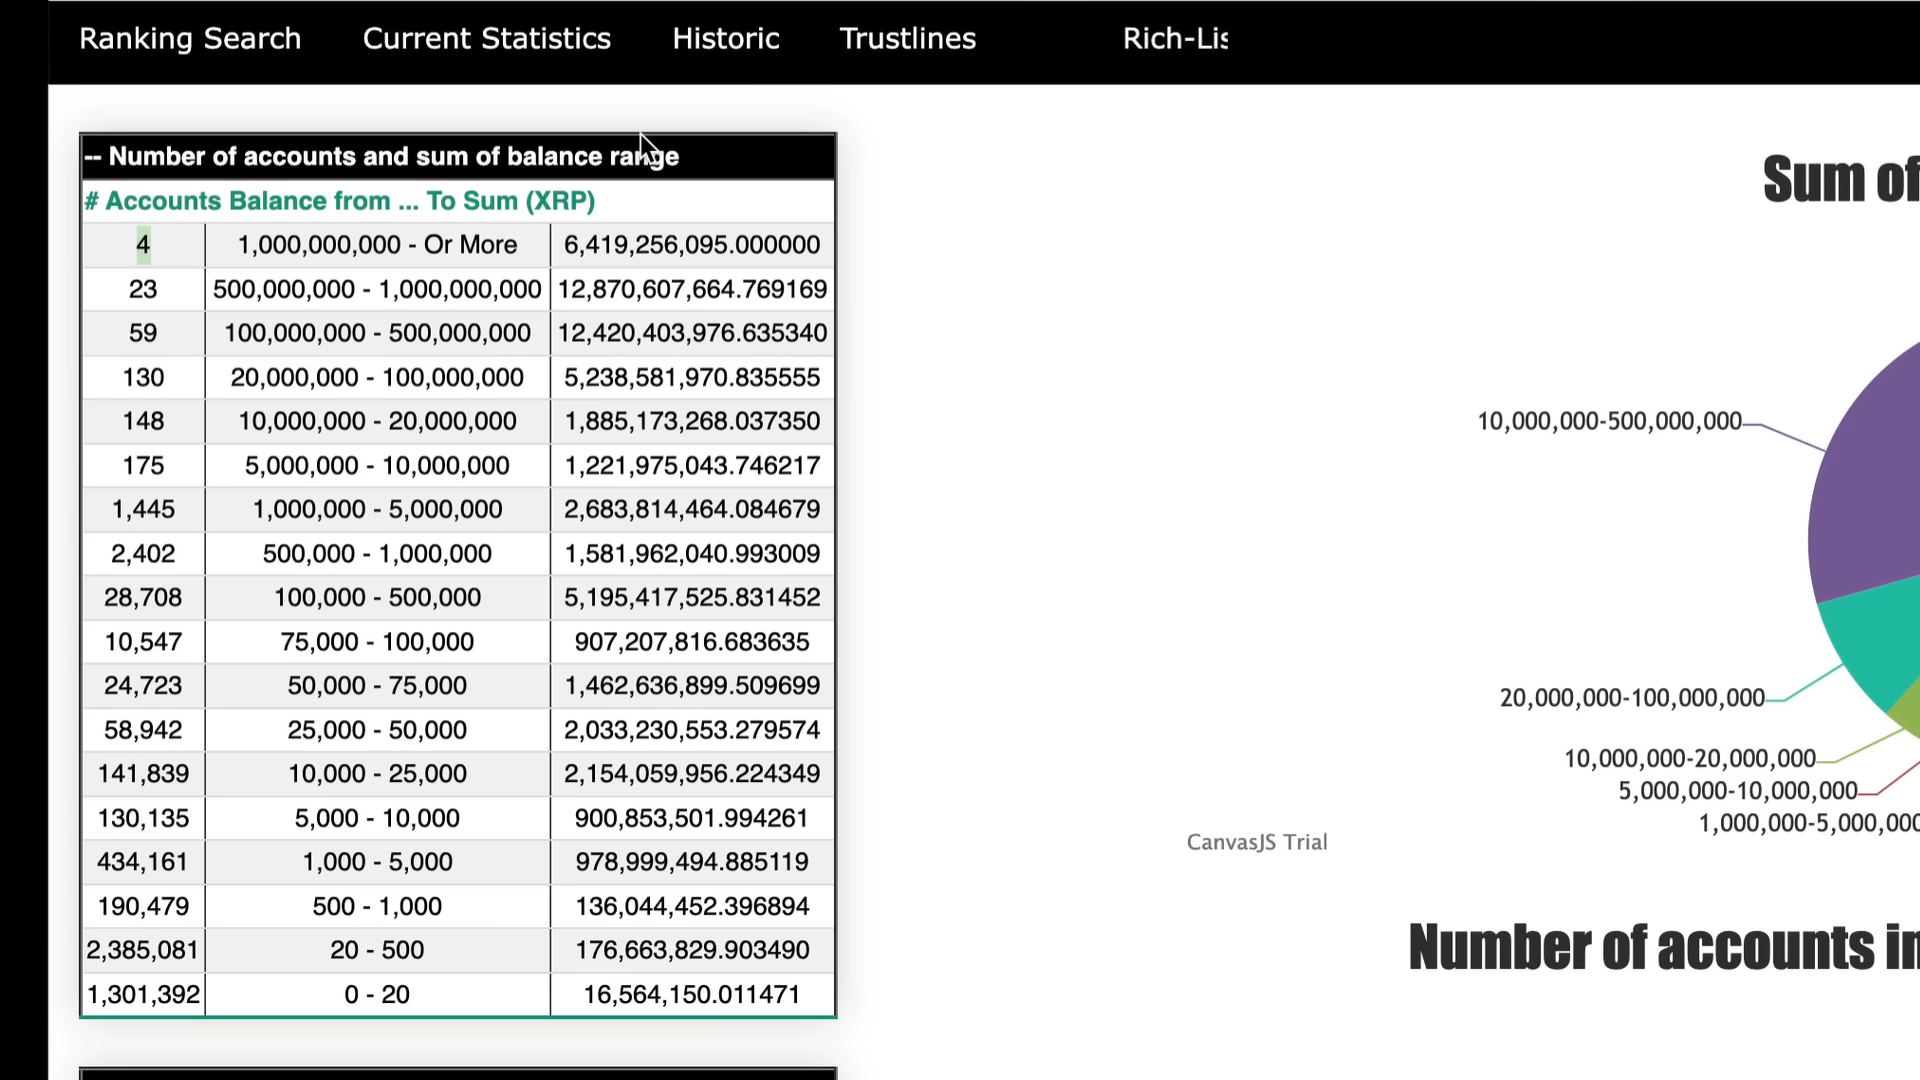 Ranking Search Current Statistics Historic Trustlines Rich-Lis
-- Number of accounts and sum of balance range
# Accounts Balance from ... To Sum (XRP)
4 1,000,000,000 - Or More 6,419,256,095.000000
23 500,000,000 - 1,000,000,000 12,870,607,664.769169
59 100,000,000 - 500,000,000 12,420,403,976.635340
130 20,000,000 - 100,000,000 5,238,581,970.835555
148 10,000,000 - 20,000,000 1,885,173,268.037350
175 5,000,000 - 10,000,000 1,221,975,043.746217
1,445 1,000,000 - 5,000,000 2,683,814,464.084679
2,402 500,000 - 1,000,000 1,581,962,040.993009
28,708 100,000 - 500,000 5,195,417,525.831452
10,547 75,000 - 100,000 907,207,816.683635
24,723 50,000 - 75,000 1,462,636,899.509699
58,942 25,000 - 50,000 2,033,230,553.279574
141,839 10,000 - 25,000 2,154,059,956.224349
130,135 5,000 - 10,000 900,853,501.994261
434,161 1,000 - 5,000 978,999,494.885119
190,479 500 - 1,000 136,044,452.396894
2,385,081 20 - 500 176,663,829.903490
1,301,392 0 - 20 16,564,150.011471
Sum of
10,000,000-500,000,000
20,000,000-100,000,000
10,000,000-20,000,000
5,000,000-10,000,000
1,000,000-5,000,000
CanvasJS Trial
Number of accounts in